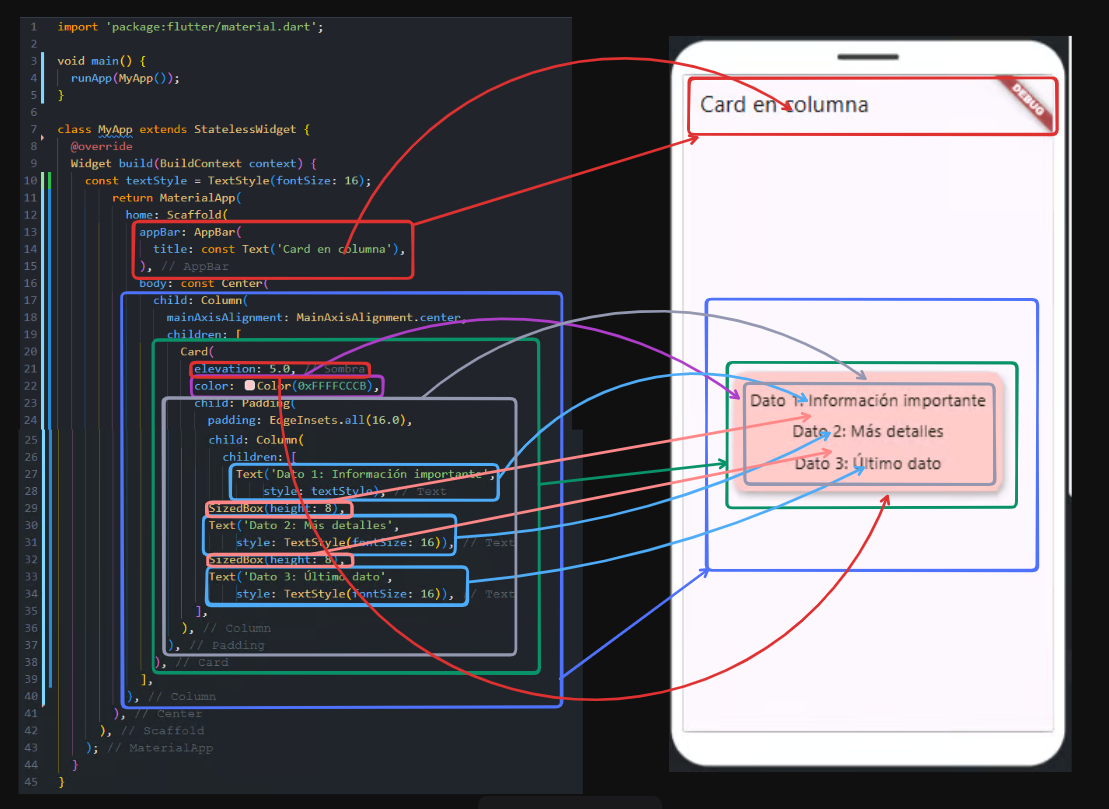 1 import 'package:flutter/material.dart';
2
3 void main() {
4 runApp(MyApp());
5 }
6
7 class MyApp extends StatelessWidget {
8 @override
9 Widget build(BuildContext context) {
10 const textStyle = TextStyle(fontSize: 16);
11 return MaterialApp(
12 home: Scaffold(
13 appBar: AppBar(
14 title: const Text('Card en columna'),
15 ), // AppBar
16 body: const Center(
17 child: Column(
18 mainAxisAlignment: MainAxisAlignment.center,
19 children: [
20 Card(
21 elevation: 5.0, // Sombra
22 color: Color(0xFFFFCCCB),
23 child: Padding(
24 padding: EdgeInsets.all(16.0),
25 child: Column(
26 children: [
27 Text('Dato 1: Información importante',
28 style: textStyle), // Text
29 SizedBox(height: 8),
30 Text('Dato 2: Más detalles',
31 style: TextStyle(fontSize: 16)), // Text
32 SizedBox(height: 8),
33 Text('Dato 3: Último dato',
34 style: TextStyle(fontSize: 16)), // Text
35 ],
36 ), // Column
37 ), // Padding
38 ), // Card
39 ],
40 ), // Column
41 ), // Center
42 ), // Scaffold
43 ); // MaterialApp
44 }
45 }
Card en columna
DEBUG
Dato 1: Información importante
Dato 2: Más detalles
Dato 3: Último dato